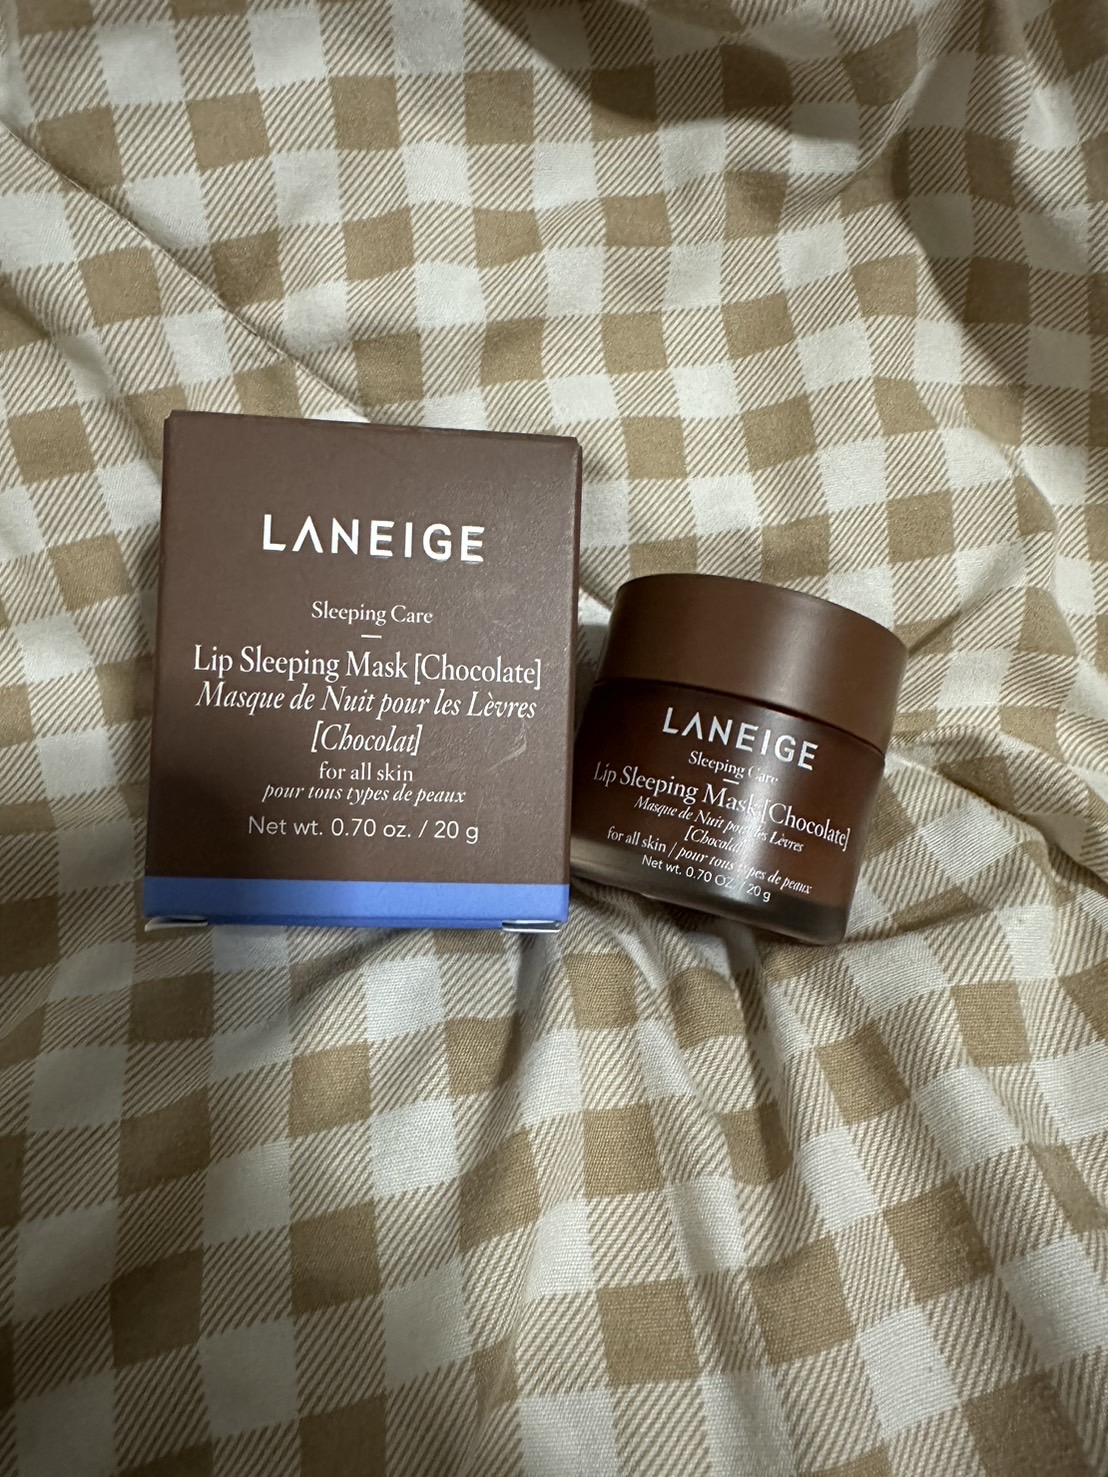 LANEIGE
Sleeping Care
Lip Sleeping Mask [Chocolate]
Masque de Nuit pour les Lèvres
[Chocolat]
for all skin
pour tous types de peaux
Net wt. 0.70 oz. / 20 g
LANEIGE
Sleeping Care
Lip Sleeping Mask [Chocolate]
Masque de Nuit pour les Lèvres
[Chocolat]
for all skin / pour tous types de peaux
Net wt. 0.70 OZ. / 20 g